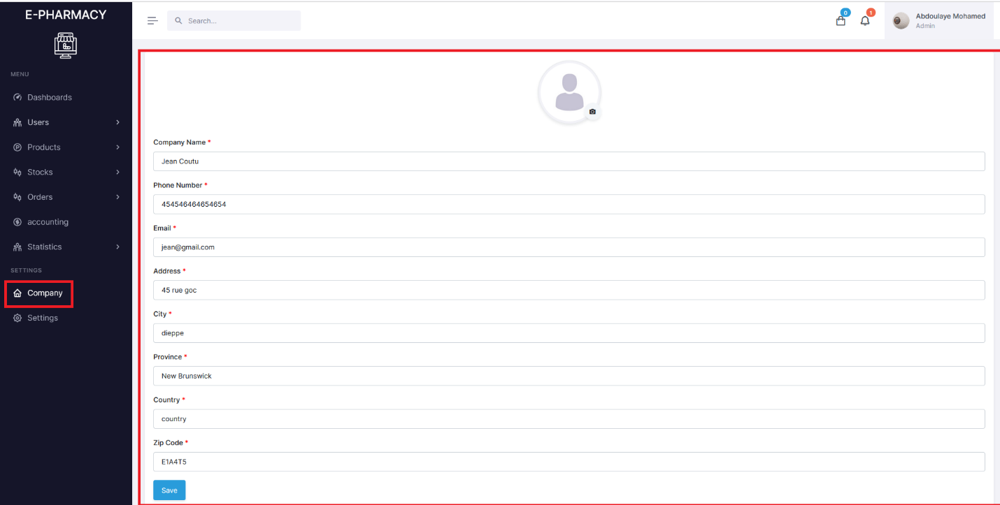 E-PHARMACY
MENU
Dashboards
Users
Products
Stocks
Orders
accounting
Statistics
SETTINGS
Company
Settings
Search...
0
1
Abdoulaye Mohamed
Admin
Company Name *
Jean Coutu
Phone Number *
454546464654654
Email *
jean@gmail.com
Address *
45 rue goc
City *
dieppe
Province *
New Brunswick
Country *
country
Zip Code *
E1A4T5
Save